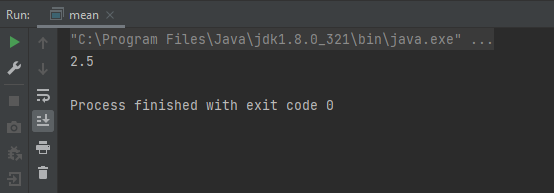 Run: mean
"C:\Program Files\Java\jdk1.8.0_321\bin\java.exe" ...
2.5
Process finished with exit code 0